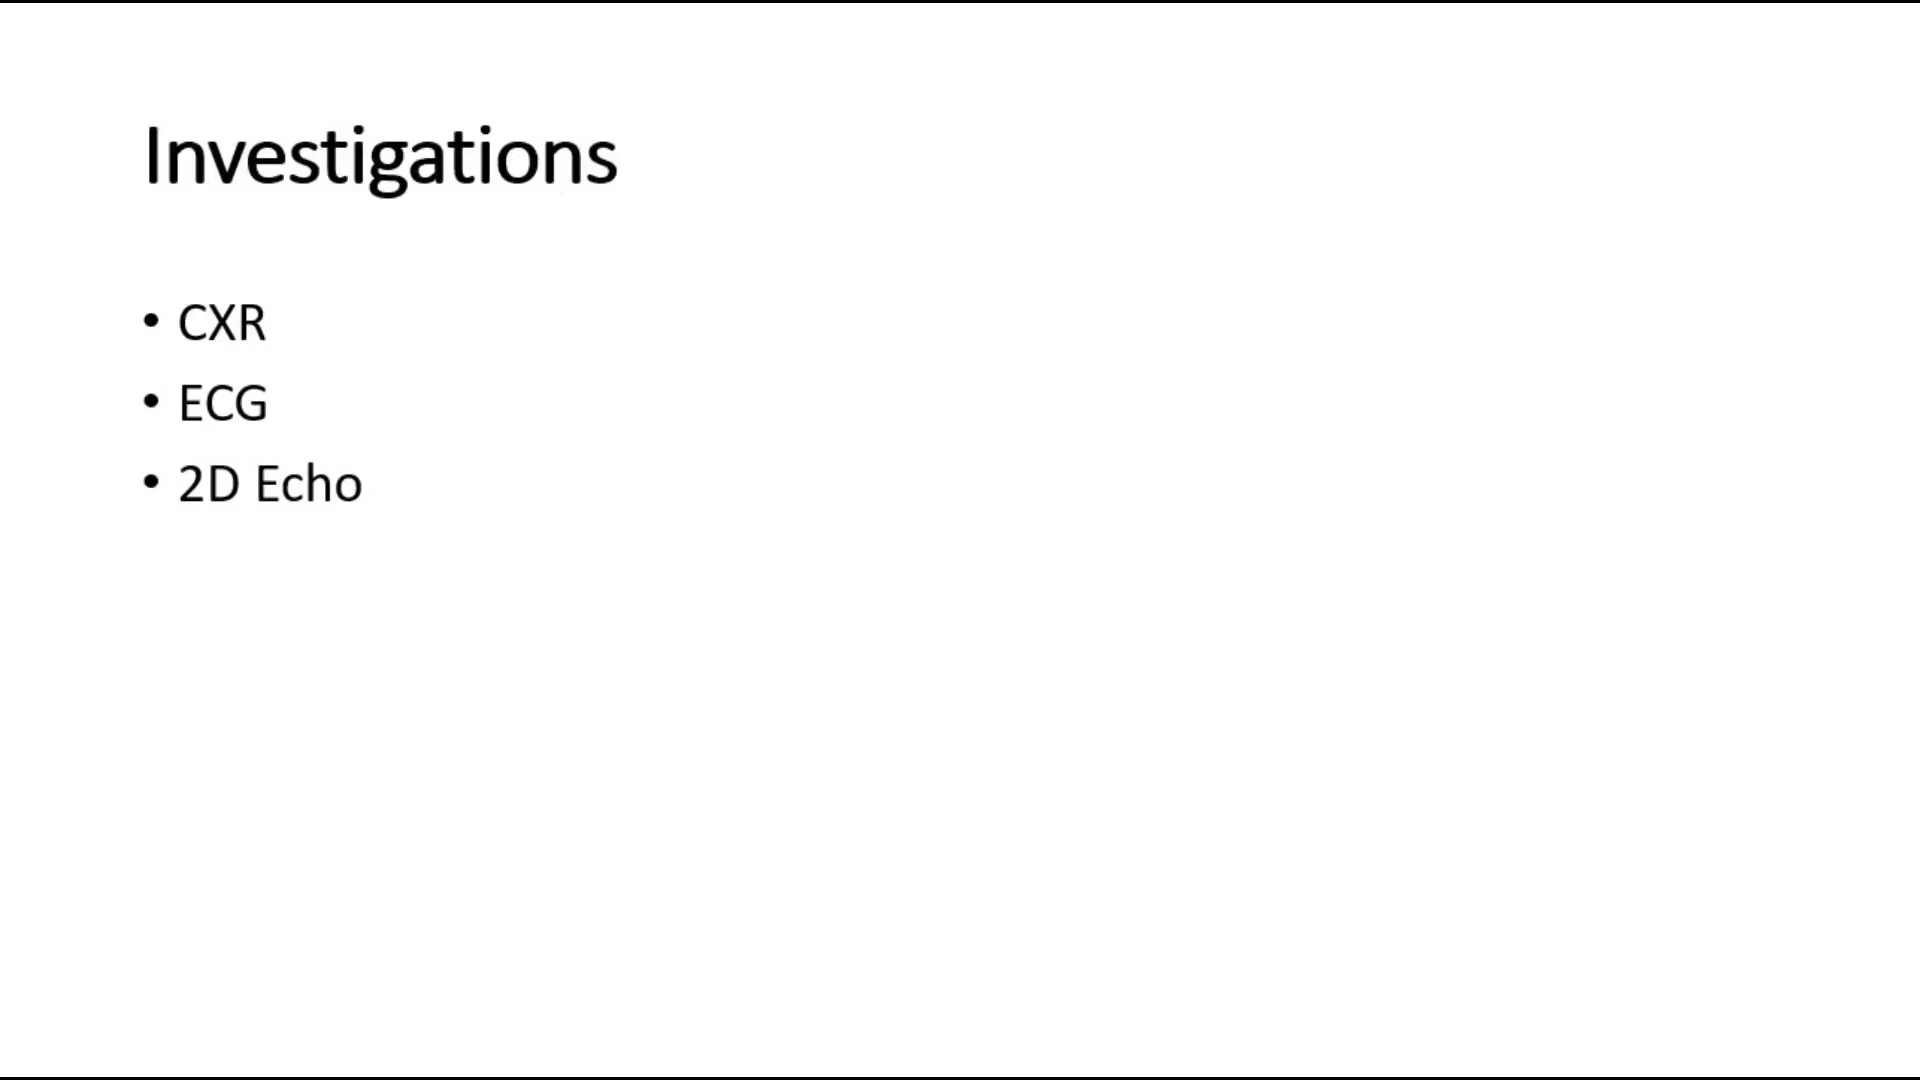 Investigations
• CXR
• ECG
• 2D Echo